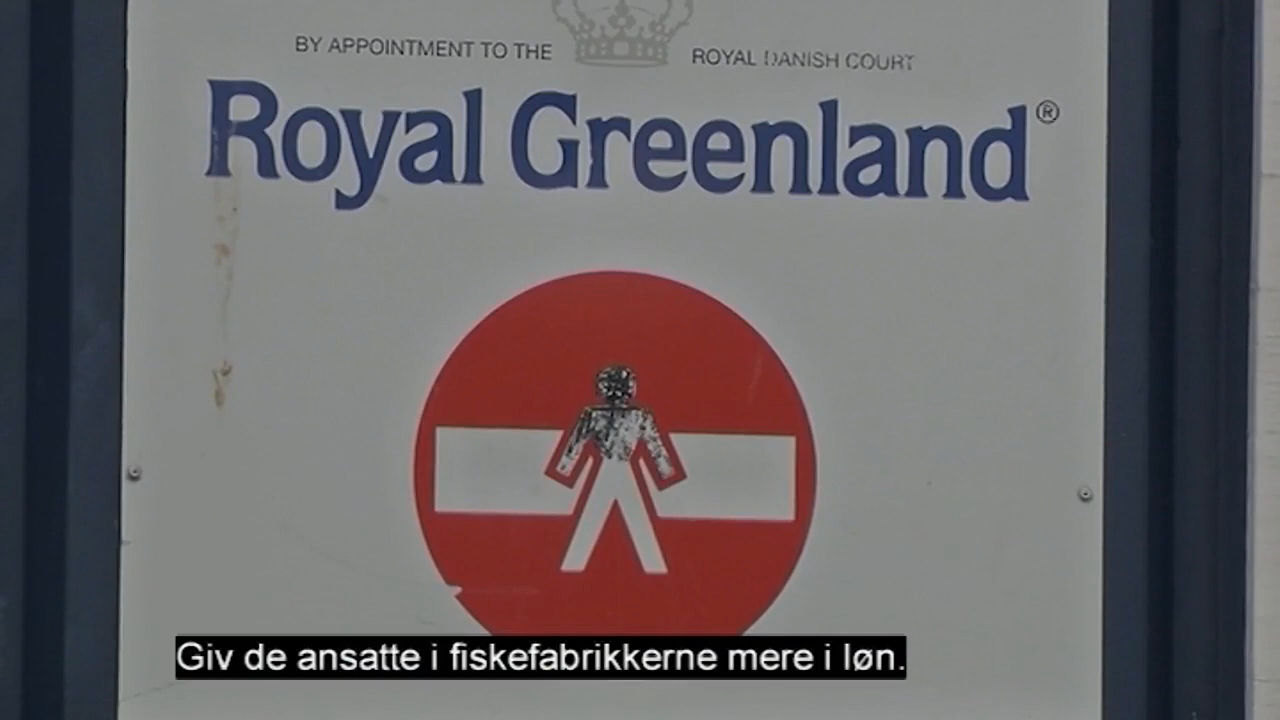 BY APPOINTMENT TO THE ROYAL DANISH COURT
Royal Greenland®
Giv de ansatte i fiskefabrikkerne mere i løn.